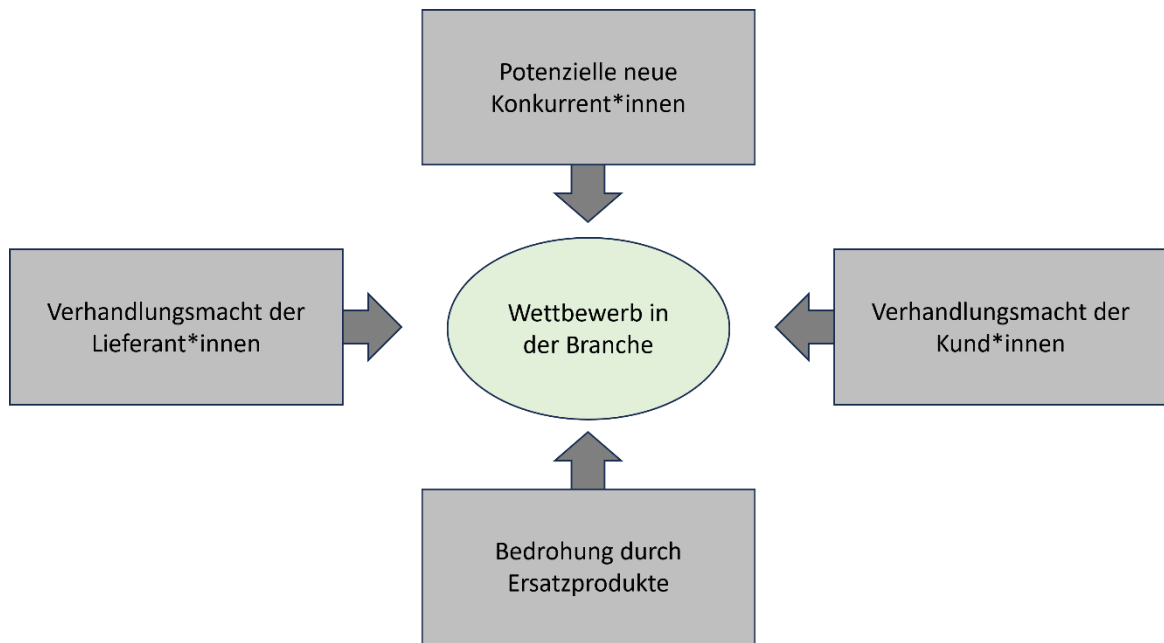 Potenzielle neue
Konkurrent*innen
Verhandlungsmacht der
Lieferant*innen
Wettbewerb in
der Branche
Verhandlungsmacht der
Kund*innen
Bedrohung durch
Ersatzprodukte